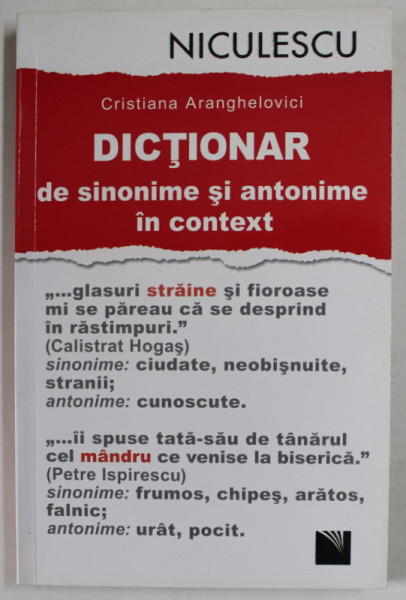 NICULESCU
Cristiana Aranghelovici
DICŢIONAR
de sinonime şi antonime
în context
„...glasuri străine şi fioroase
mi se păreau că se desprind
în răstimpuri.”
(Calistrat Hogaş)
sinonime: ciudate, neobişnuite,
stranii;
antonime: cunoscute.
„...îi spuse tată-său de tânărul
cel mândru ce venise la biserică.”
(Petre Ispirescu)
sinonime: frumos, chipeş, arătos,
falnic;
antonime: urât, pocit.